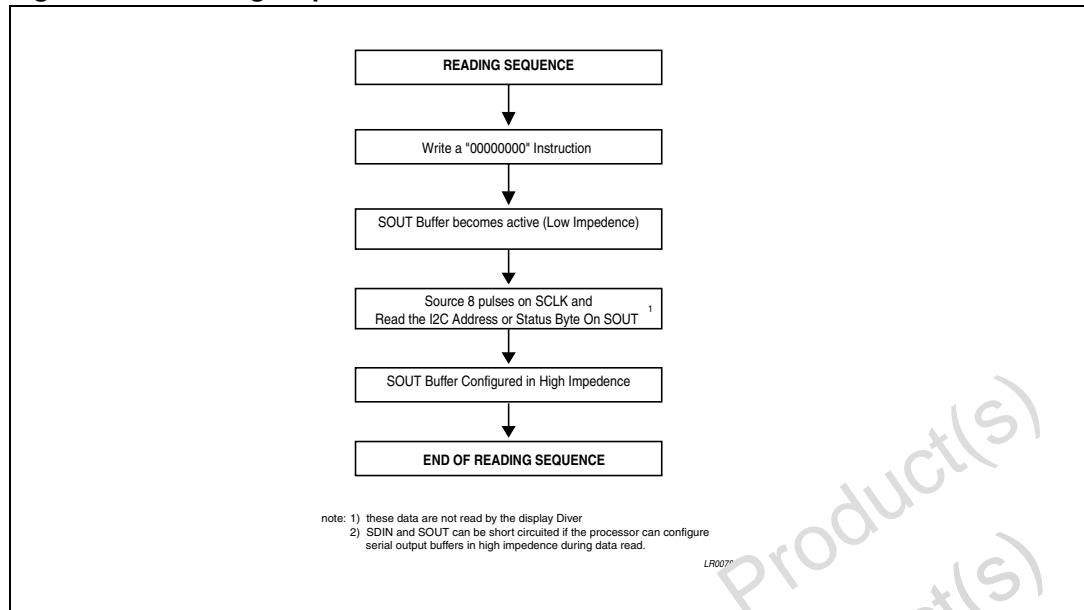 READING SEQUENCE
Write a "00000000" Instruction
SOUT Buffer becomes active (Low Impedence)
Source 8 pulses on SCLK and
Read the I2C Address or Status Byte On SOUT 1
SOUT Buffer Configured in High Impedence
END OF READING SEQUENCE
note: 1) these data are not read by the display Diver
2) SDIN and SOUT can be short circuited if the processor can configure
serial output buffers in high impedence during data read.
Product(s)